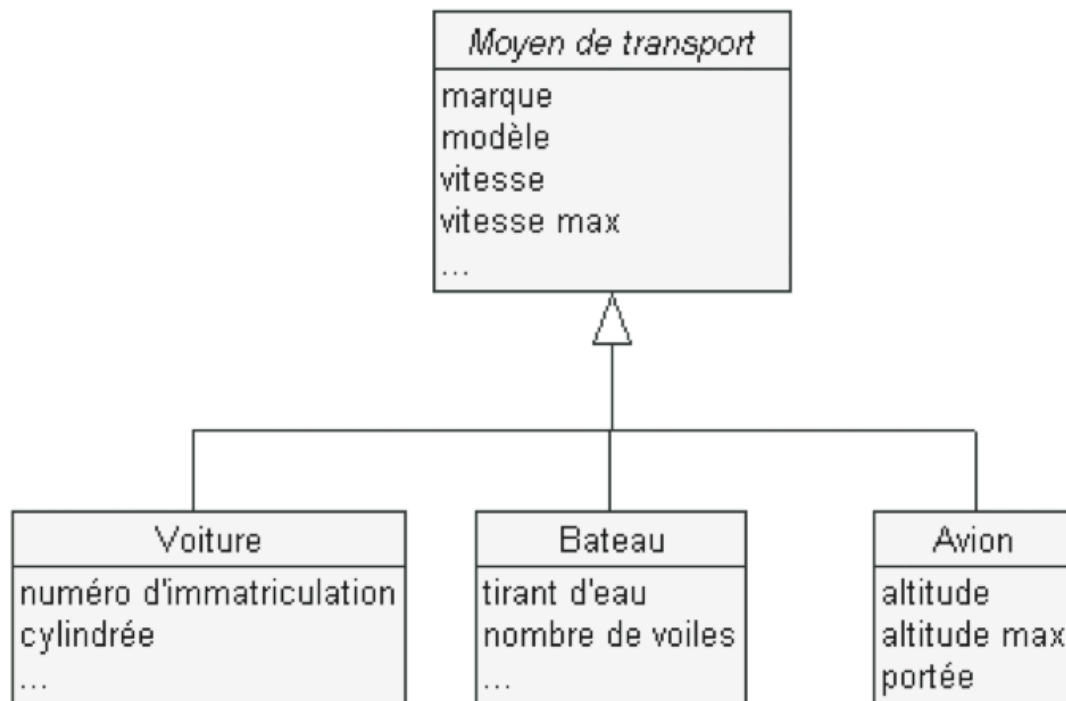 Moyen de transport
marque
modèle
vitesse
vitesse max
...
Voiture
numéro d'immatriculation
cylindrée
...
Bateau
tirant d'eau
nombre de voiles
...
Avion
altitude
altitude max
portée